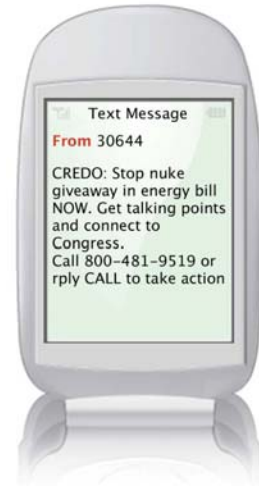 Text Message
From 30644
CREDO: Stop nuke
giveaway in energy bill
NOW. Get talking points
and connect to
Congress.
Call 800-481-9519 or
rply CALL to take action